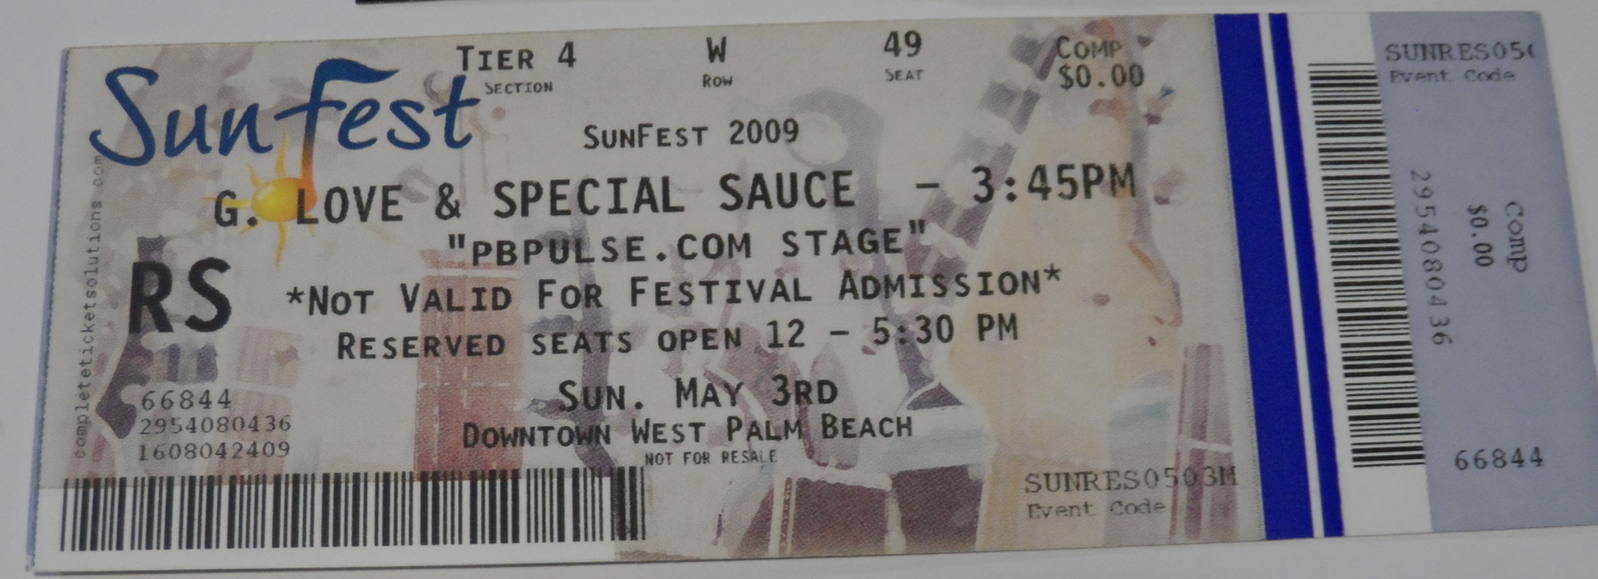 SunFest
TIER 4 W 49 COMP
SECTION ROW SEAT $0.00
SUNFEST 2009
G. LOVE & SPECIAL SAUCE - 3:45PM
"PBPULSE.COM STAGE"
RS
*NOT VALID FOR FESTIVAL ADMISSION*
RESERVED SEATS OPEN 12 - 5:30 PM
SUN. MAY 3RD
DOWNTOWN WEST PALM BEACH
NOT FOR RESALE
completeticketsolutions.com
66844
2954080436
1608042409
SUNRES0503M
Event Code
SUNRES05
Event Code
2954080436
Comp
$0.00
66844